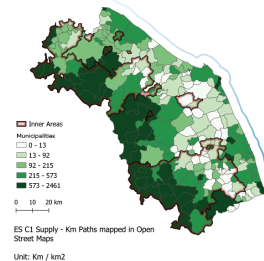 Inner Areas
Municipalities
0 - 13
13 - 92
92 - 215
215 - 573
573 - 2461
0 10 20 km
ES C1 Supply - Km Paths mapped in Open
Street Maps
Unit: Km / km2